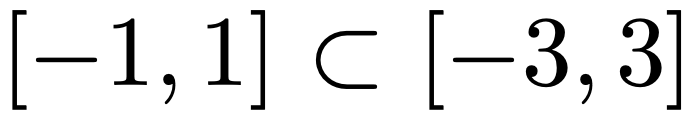 [−1, 1] ⊂ [−3, 3]